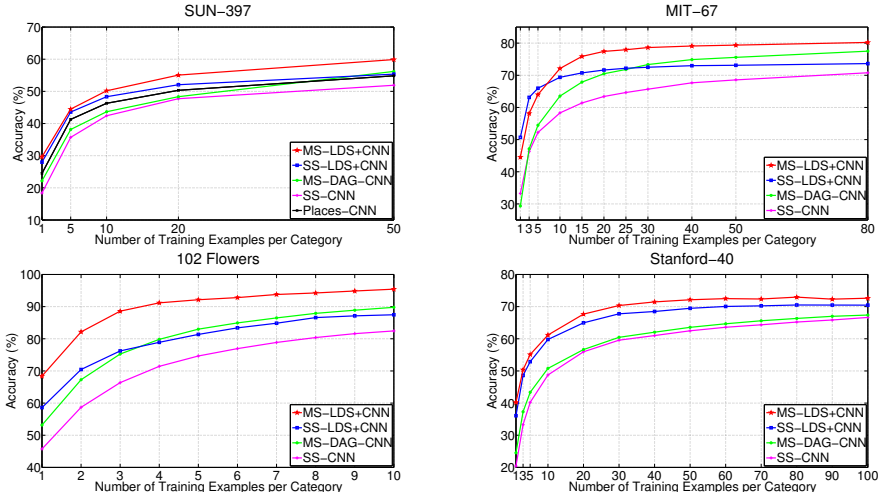 SUN−397
Accuracy (%)
70
60
50
40
30
20
10
1 5 10 20 50
Number of Training Examples per Category
MS−LDS+CNN
SS−LDS+CNN
MS−DAG−CNN
SS−CNN
Places−CNN
MIT−67
Accuracy (%)
80
70
60
50
40
30
1 3 5 10 15 20 25 30 40 50 80
Number of Training Examples per Category
MS−LDS+CNN
SS−LDS+CNN
MS−DAG−CNN
SS−CNN
102 Flowers
Accuracy (%)
100
90
80
70
60
50
40
1 2 3 4 5 6 7 8 9 10
Number of Training Examples per Category
MS−LDS+CNN
SS−LDS+CNN
MS−DAG−CNN
SS−CNN
Stanford−40
Accuracy (%)
80
70
60
50
40
30
20
1 3 5 10 20 30 40 50 60 70 80 90 100
Number of Training Examples per Category
MS−LDS+CNN
SS−LDS+CNN
MS−DAG−CNN
SS−CNN